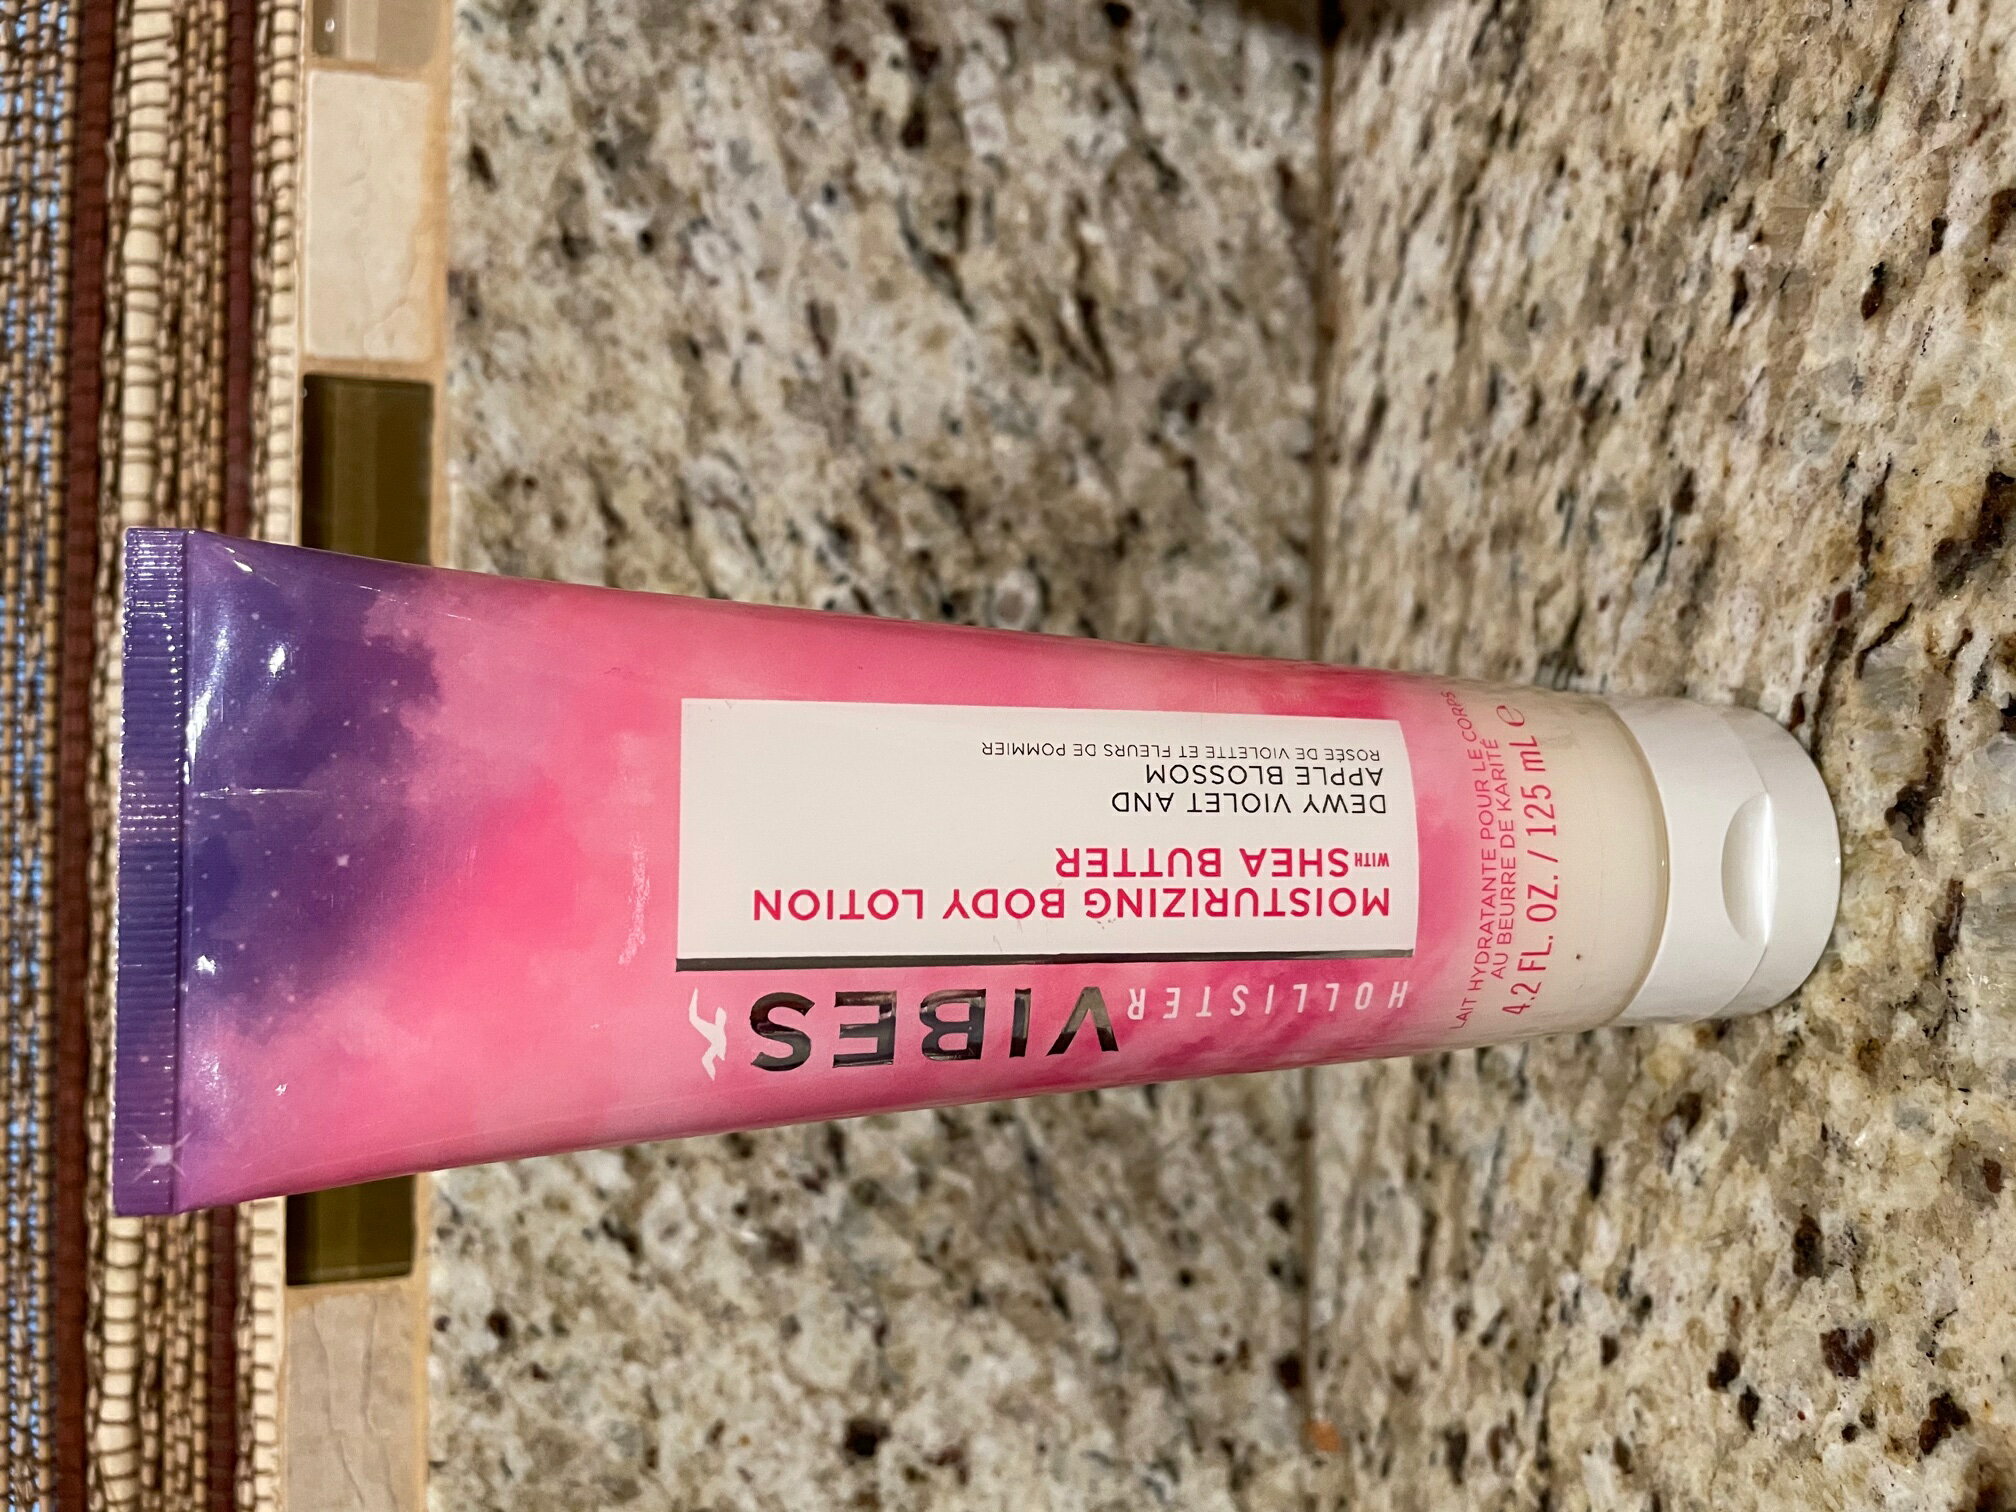 HOLLISTER
VIBES
MOISTURIZING BODY LOTION
WITH SHEA BUTTER
DEWY VIOLET AND
APPLE BLOSSOM
ROSÉE DE VIOLETTE ET FLEURS DE POMMIER
LAIT HYDRATANTE POUR LE CORPS
AU BEURRE DE KARITÉ
4.2 FL. OZ. / 125 mL ℮